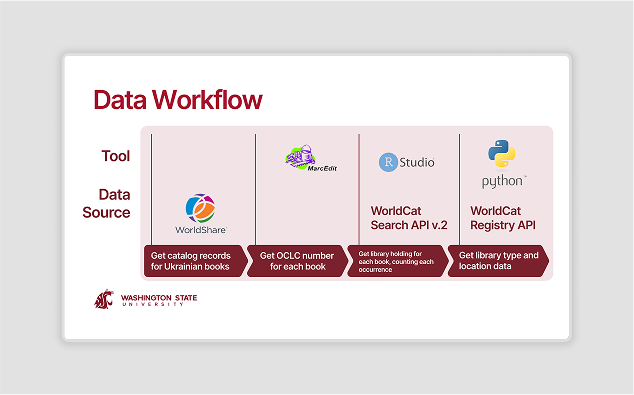 Data Workflow
Tool
MarcEdit
R Studio
python™
Data
Source
WorldShare®
WorldCat
Search API v.2
WorldCat
Registry API
Get catalog records
for Ukrainian books
Get OCLC number
for each book
Get library holding for
each book, counting each
occurrence
Get library type and
location data
WASHINGTON STATE
UNIVERSITY